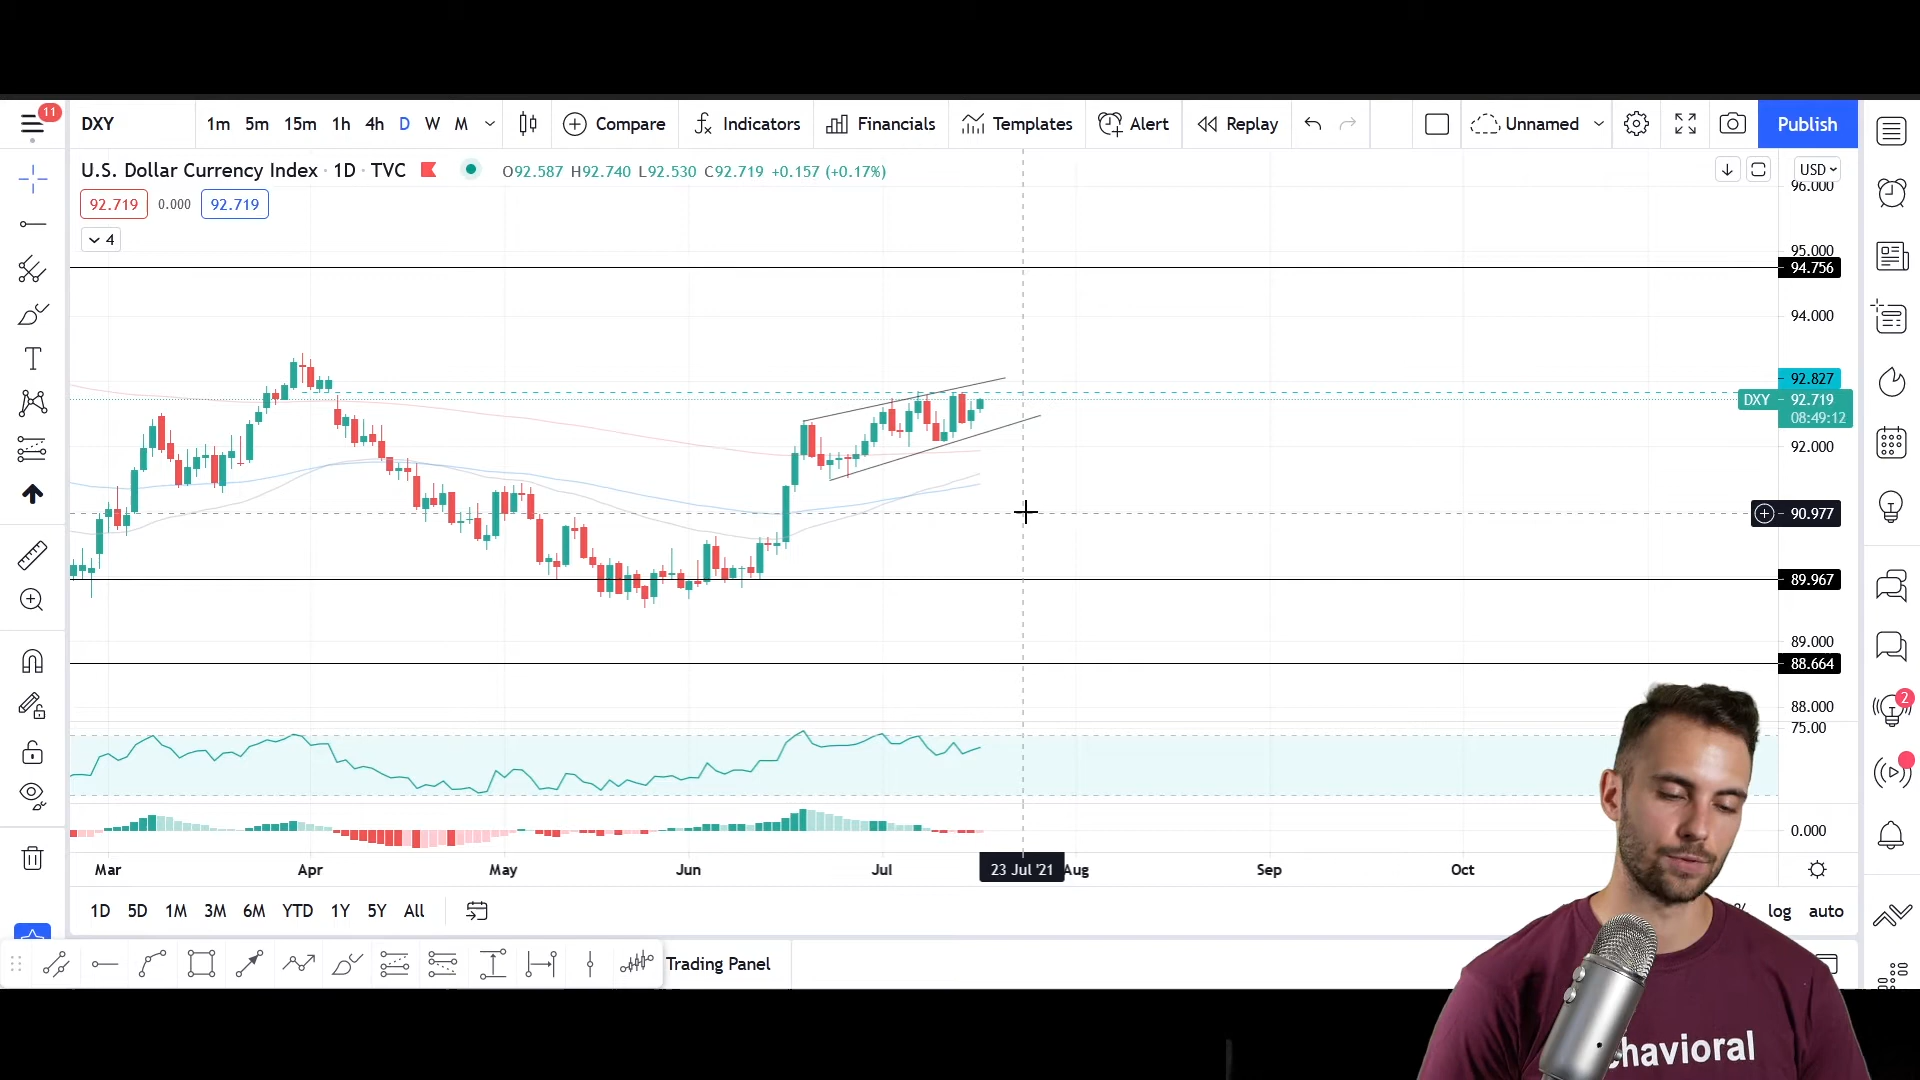 11
DXY
1m 5m 15m 1h 4h D W M
Compare
Indicators
Financials
Templates
Alert
Replay
Unnamed
Publish
U.S. Dollar Currency Index · 1D · TVC
O92.587 H92.740 L92.530 C92.719 +0.157 (+0.17%)
USD
92.719 0.000 92.719
4
96.000
95.000
94.756
94.000
92.827
DXY 92.719
08:49:12
92.000
90.977
89.967
89.000
88.664
88.000
75.00
2
0.000
Mar Apr May Jun Jul 23 Jul '21 Aug Sep Oct
1D 5D 1M 3M 6M YTD 1Y 5Y All
% log auto
Trading Panel
havioral